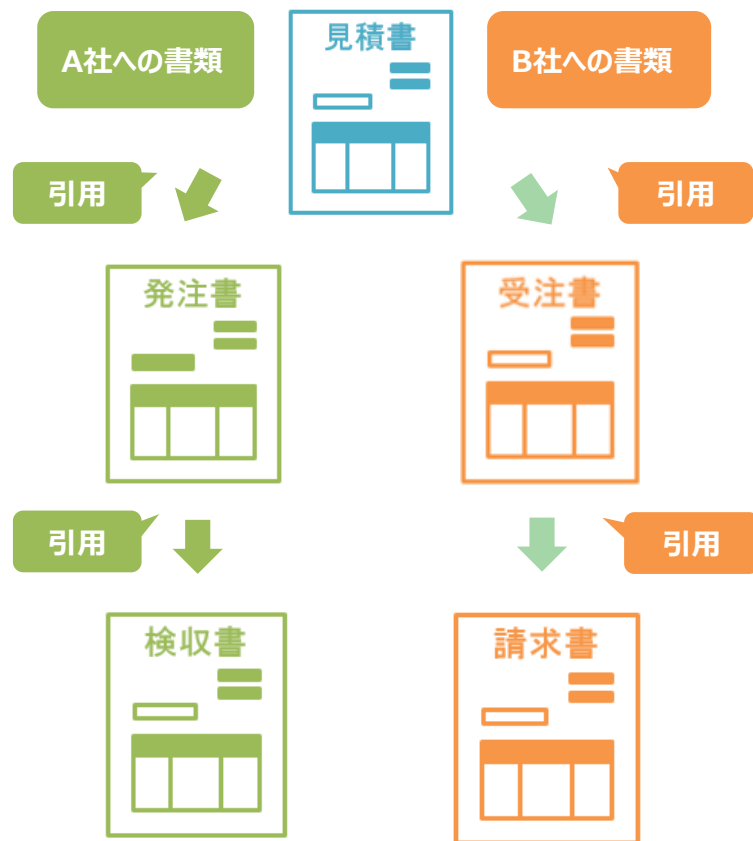 A社への書類
見積書
B社への書類
引用
引用
発注書
受注書
引用
引用
検収書
請求書